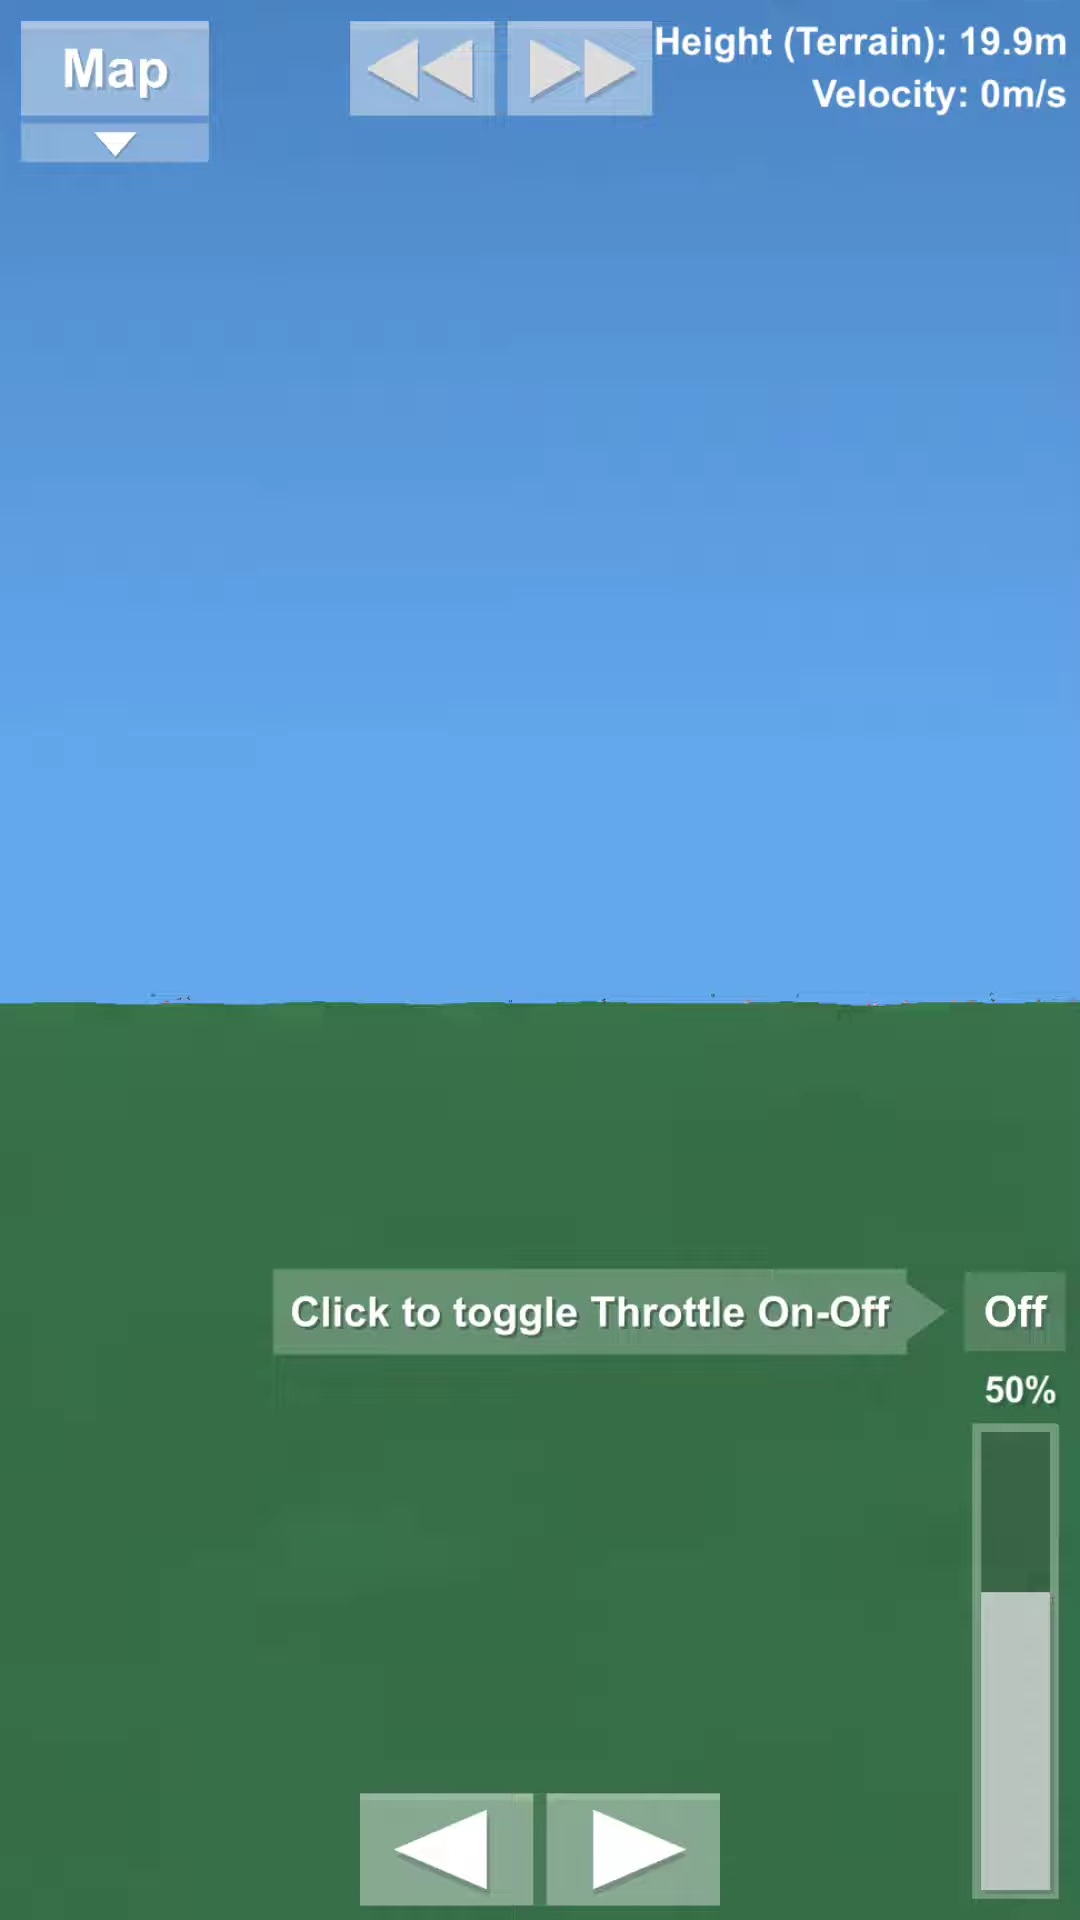 Map
Height (Terrain): 19.9m
Velocity: 0m/s
Click to toggle Throttle On-Off
Off
50%